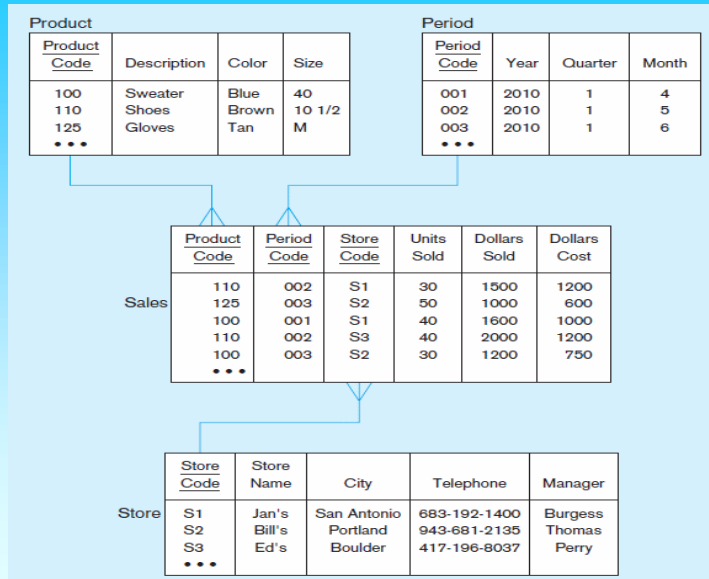 Product
Product Code Description Color Size
100 Sweater Blue 40
110 Shoes Brown 10 1/2
125 Gloves Tan M
•••
Period
Period Code Year Quarter Month
001 2010 1 4
002 2010 1 5
003 2010 1 6
•••
Sales
Product Code Period Code Store Code Units Sold Dollars Sold Dollars Cost
110 002 S1 30 1500 1200
125 003 S2 50 1000 600
100 001 S1 40 1600 1000
110 002 S3 40 2000 1200
100 003 S2 30 1200 750
•••
Store
Store Code Store Name City Telephone Manager
S1 Jan's San Antonio 683-192-1400 Burgess
S2 Bill's Portland 943-681-2135 Thomas
S3 Ed's Boulder 417-196-8037 Perry
•••